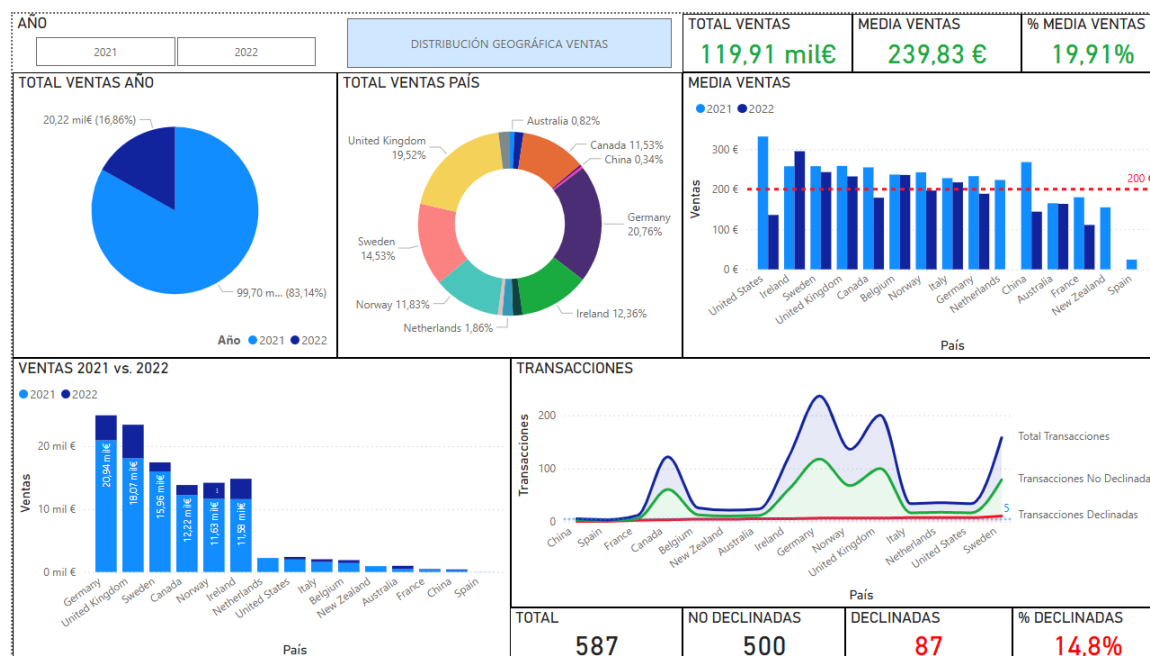 AÑO
2021
2022
DISTRIBUCIÓN GEOGRÁFICA VENTAS
TOTAL VENTAS
119,91 mil€
MEDIA VENTAS
239,83 €
% MEDIA VENTAS
19,91%
TOTAL VENTAS AÑO
20,22 mil€ (16,86%)
99,70 m... (83,14%)
Año 2021 2022
TOTAL VENTAS PAÍS
Australia 0,82%
Canada 11,53%
China 0,34%
Germany
20,76%
Ireland 12,36%
Netherlands 1,86%
Norway 11,83%
Sweden
14,53%
United Kingdom
19,52%
MEDIA VENTAS
2021 2022
Ventas
300 €
200 €
100 €
0 €
200 €
United States
Ireland
Sweden
United Kingdom
Canada
Belgium
Norway
Italy
Germany
Netherlands
China
Australia
France
New Zealand
Spain
País
VENTAS 2021 vs. 2022
2021 2022
Ventas
20 mil €
10 mil €
0 mil €
20,94 mil€
18,07 mil€
15,96 mil€
12,22 mil€
11,63 mil€
11,58 mil€
Germany
United Kingdom
Sweden
Canada
Norway
Ireland
Netherlands
United States
Italy
Belgium
New Zealand
Australia
France
China
Spain
País
TRANSACCIONES
Transacciones
200
100
0
Total Transacciones
Transacciones No Declinada
5
Transacciones Declinadas
China
Spain
France
Canada
Belgium
New Zealand
Australia
Ireland
Germany
Norway
United Kingdom
Italy
Netherlands
United States
Sweden
País
TOTAL
587
NO DECLINADAS
500
DECLINADAS
87
% DECLINADAS
14,8%